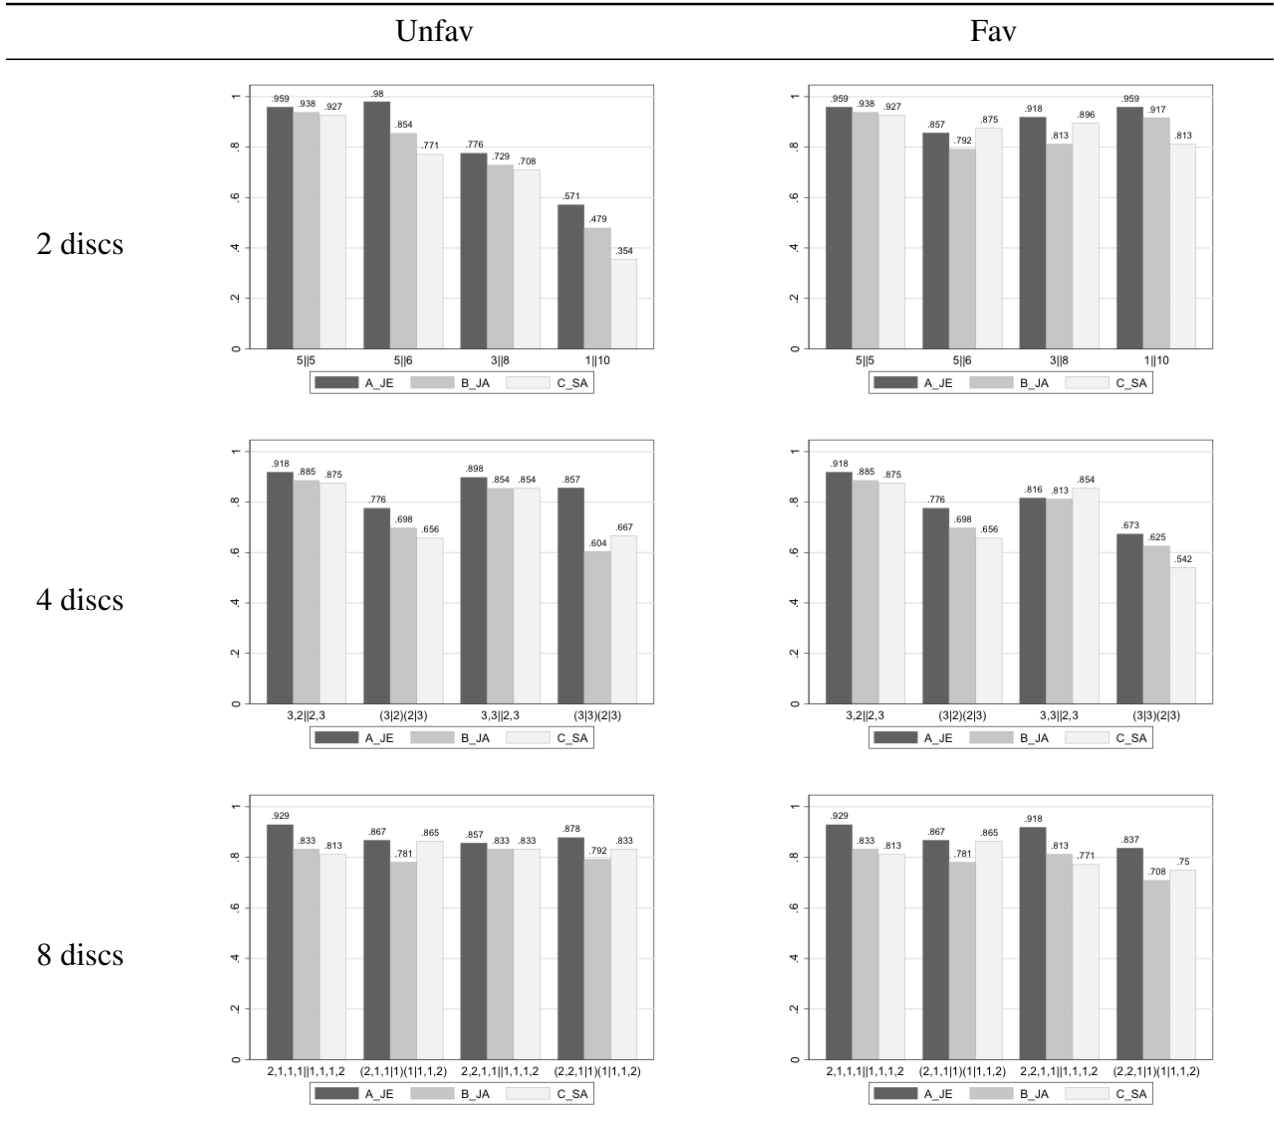 Unfav Fav
2 discs
0 .2 .4 .6 .8 1
.959 .938 .927 .98 .854 .771 .776 .729 .708 .571 .479 .354
5||5 5||6 3||8 1||10
A_JE B_JA C_SA
0 .2 .4 .6 .8 1
.959 .938 .927 .857 .792 .875 .918 .813 .896 .959 .917 .813
5||5 5||6 3||8 1||10
A_JE B_JA C_SA
4 discs
0 .2 .4 .6 .8 1
.918 .885 .875 .776 .698 .656 .898 .854 .854 .857 .604 .667
3,2||2,3 (3|2)(2|3) 3,3||2,3 (3|3)(2|3)
A_JE B_JA C_SA
0 .2 .4 .6 .8 1
.918 .885 .875 .776 .698 .656 .816 .813 .854 .673 .625 .542
3,2||2,3 (3|2)(2|3) 3,3||2,3 (3|3)(2|3)
A_JE B_JA C_SA
8 discs
0 .2 .4 .6 .8 1
.929 .833 .813 .867 .781 .865 .857 .833 .833 .878 .792 .833
2,1,1,1||1,1,1,2 (2,1,1|1)(1|1,1,2) 2,2,1,1||1,1,1,2 (2,2,1|1)(1|1,1,2)
A_JE B_JA C_SA
0 .2 .4 .6 .8 1
.929 .833 .813 .867 .781 .865 .918 .813 .771 .837 .708 .75
2,1,1,1||1,1,1,2 (2,1,1|1)(1|1,1,2) 2,2,1,1||1,1,1,2 (2,2,1|1)(1|1,1,2)
A_JE B_JA C_SA